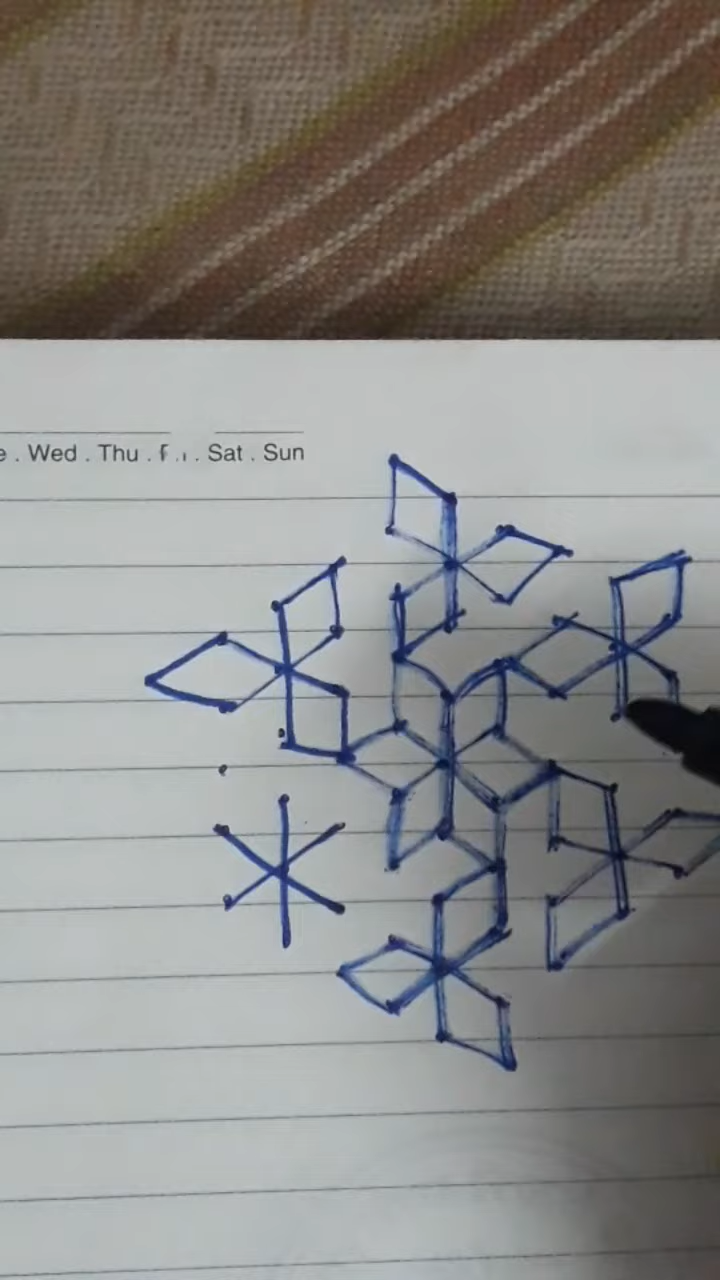 Wed . Thu . F . Sat . Sun